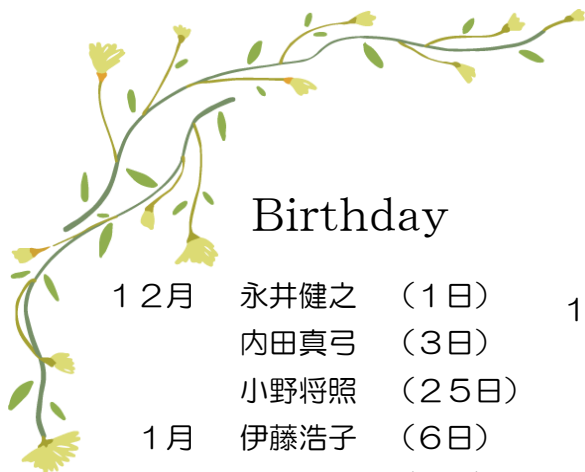 Birthday
１２月 永井健之 （１日）
1
内田真弓 （３日）
小野将照 （２５日）
１月 伊藤浩子 （６日）